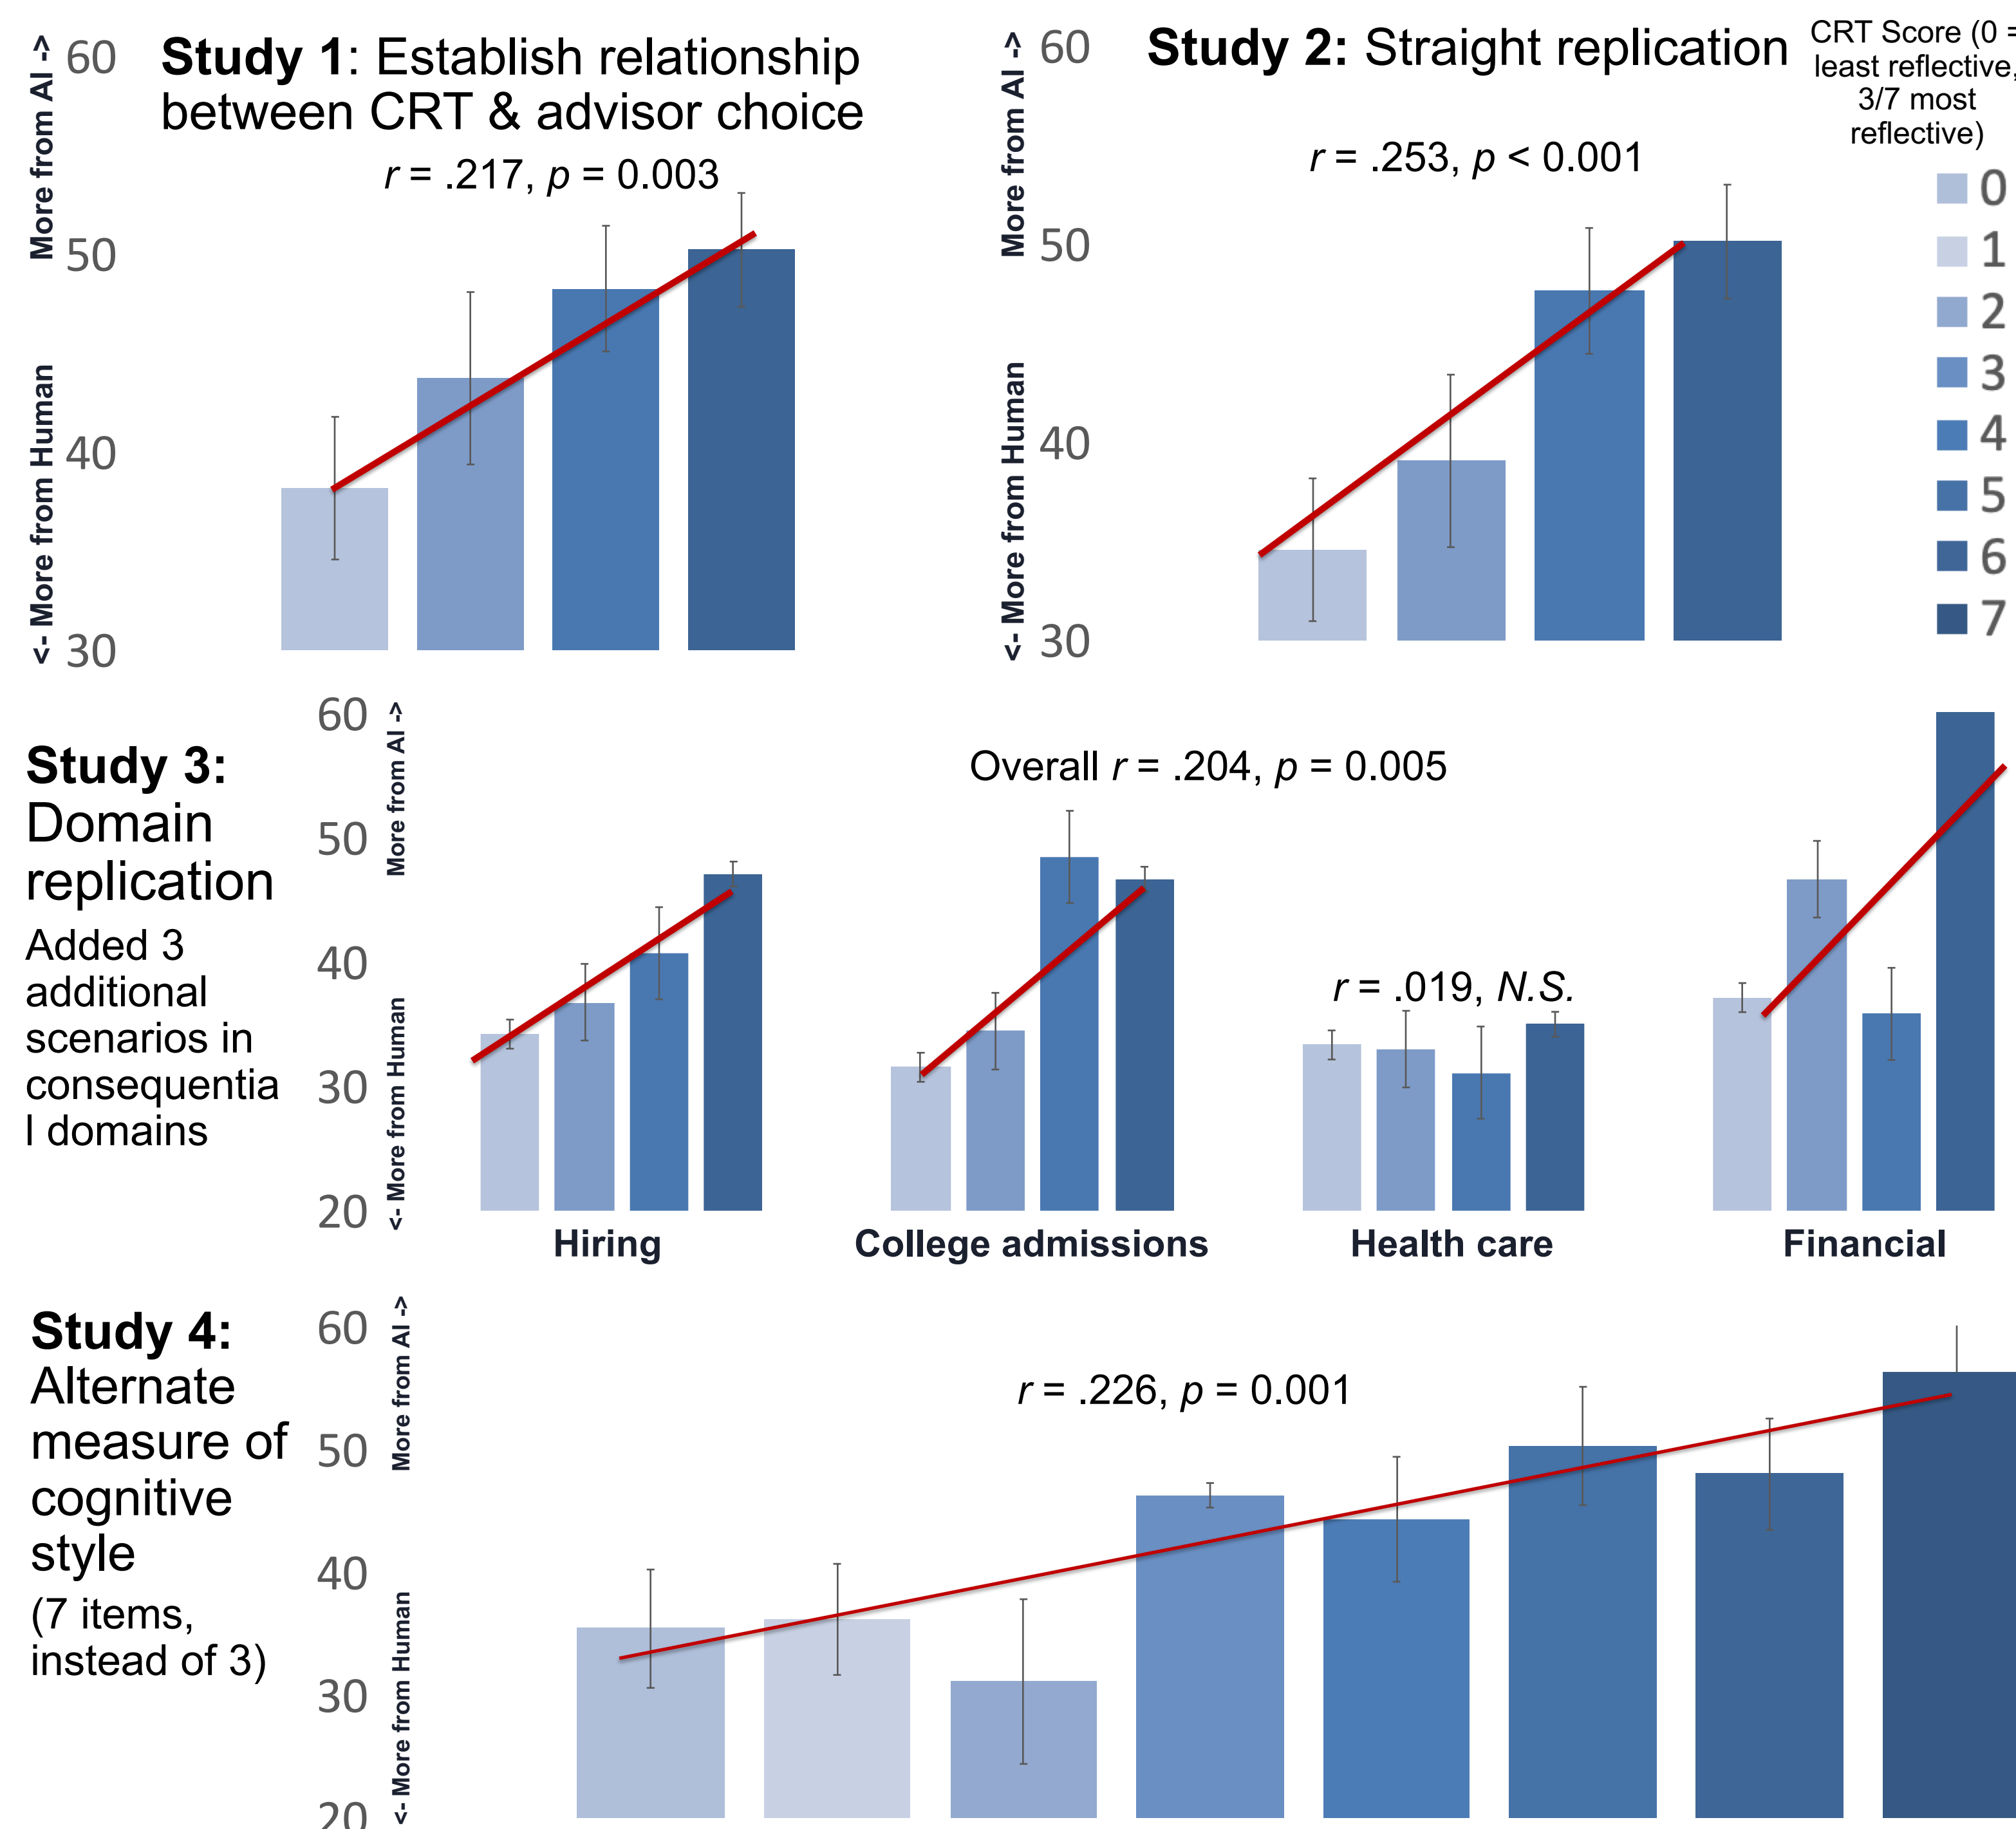 Study 1: Establish relationship
between CRT & advisor choice
r = .217, p = 0.003
More from AI ->
<- More from Human
60
50
40
30
Study 2: Straight replication
r = .253, p < 0.001
More from AI ->
<- More from Human
60
50
40
30
CRT Score (0 =
least reflective,
3/7 most
reflective)
0
1
2
3
4
5
6
7
Study 3:
Domain
replication
Added 3
additional
scenarios in
consequentia
l domains
60
50
40
30
20
More from AI ->
<- More from Human
Overall r = .204, p = 0.005
r = .019, N.S.
Hiring
College admissions
Health care
Financial
Study 4:
Alternate
measure of
cognitive
style
(7 items,
instead of 3)
60
50
40
30
20
More from AI ->
<- More from Human
r = .226, p = 0.001